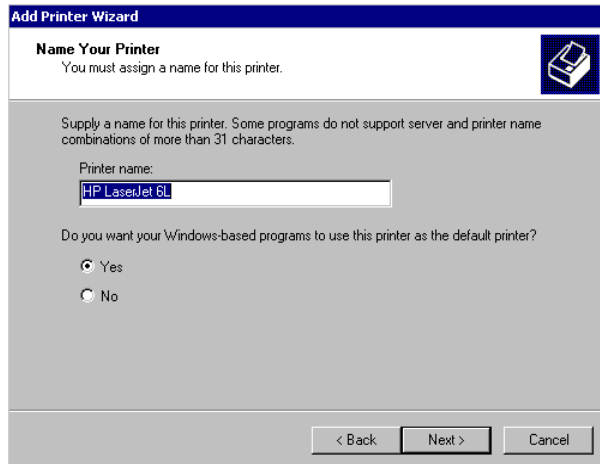 Add Printer Wizard
Name Your Printer
You must assign a name for this printer.
Supply a name for this printer. Some programs do not support server and printer name
combinations of more than 31 characters.
Printer name:
HP LaserJet 6L
Do you want your Windows-based programs to use this printer as the default printer?
Yes
No
< Back Next > Cancel